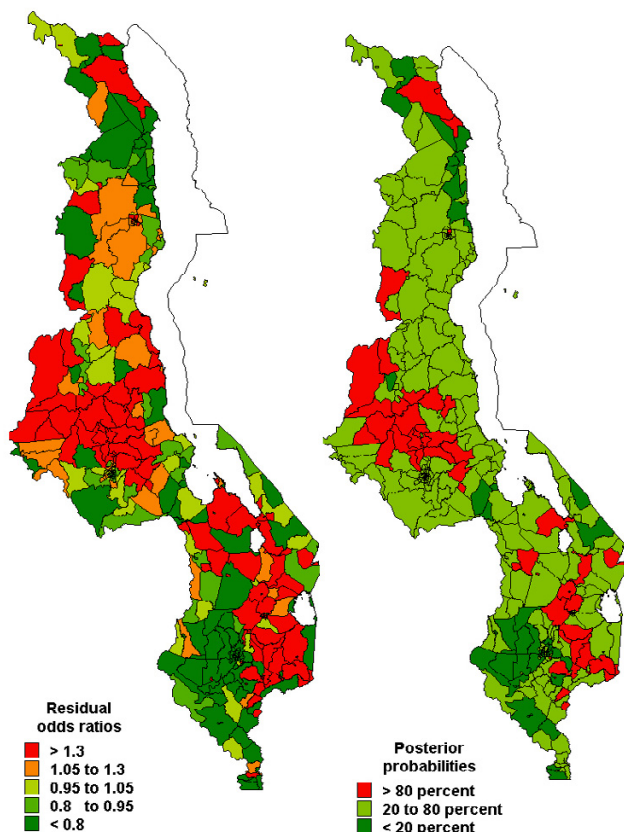 Residual
odds ratios
> 1.3
1.05 to 1.3
0.95 to 1.05
0.8 to 0.95
< 0.8
Posterior
probabilities
> 80 percent
20 to 80 percent
< 20 percent